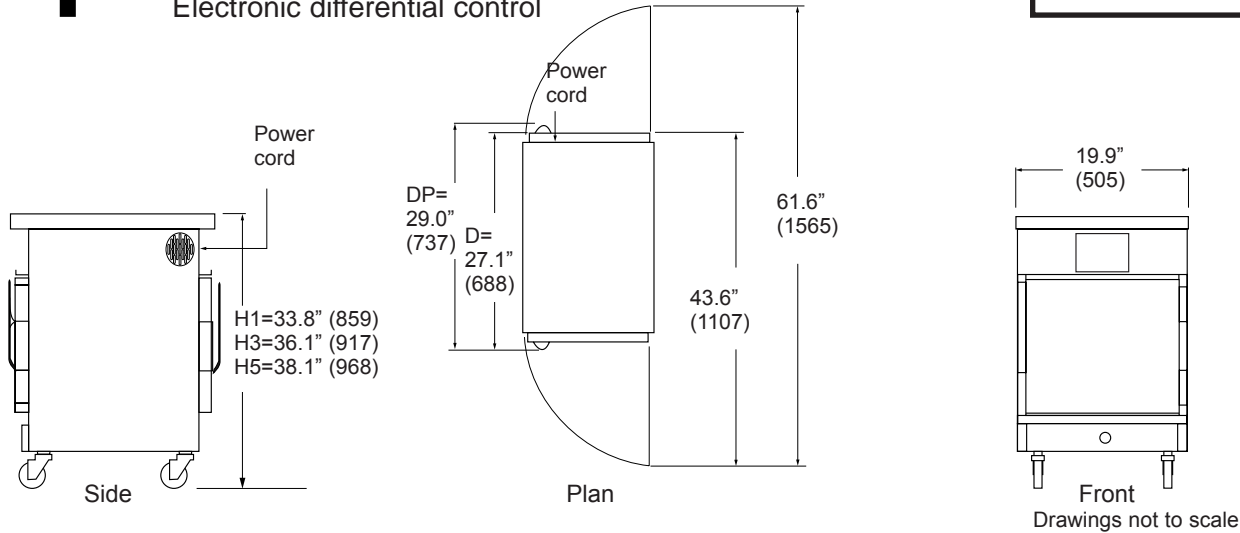 Electronic differential control
Power
cord
Side
H1=33.8” (859)
H3=36.1” (917)
H5=38.1” (968)
Power
cord
DP=
29.0”
(737)
D=
27.1”
(688)
43.6”
(1107)
61.6”
(1565)
Plan
19.9”
(505)
Front
Drawings not to scale